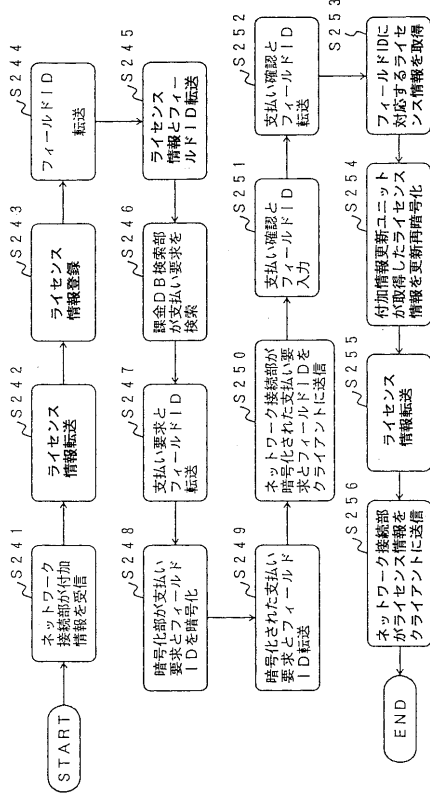 START
S241
ネットワーク
接続部が付加
情報を受信
S242
ライセンス
情報転送
S243
ライセンス
情報登録
S244
フィールドID
転送
S245
ライセンス
情報とフィー
ルドID転送
S246
課金DB検索部
が支払い要求を
検索
S247
支払い要求と
フィールドID
転送
S248
暗号化部が支払い
要求とフィールド
IDを暗号化
S249
暗号化された支払い
要求とフィールド
ID転送
S250
ネットワーク接続部が
暗号化された支払い要
求とフィールドIDを
クライアントに送信
S251
支払い確認と
フィールドID
入力
S252
支払い確認と
フィールドID
転送
S253
フィールドIDに
対応するライセ
ンス情報を取得
S254
付加情報更新ユニット
が取得したライセンス
情報を更新再暗号化
S255
ライセンス
情報転送
S256
ネットワーク接続部
がライセンス情報を
クライアントに送信
END